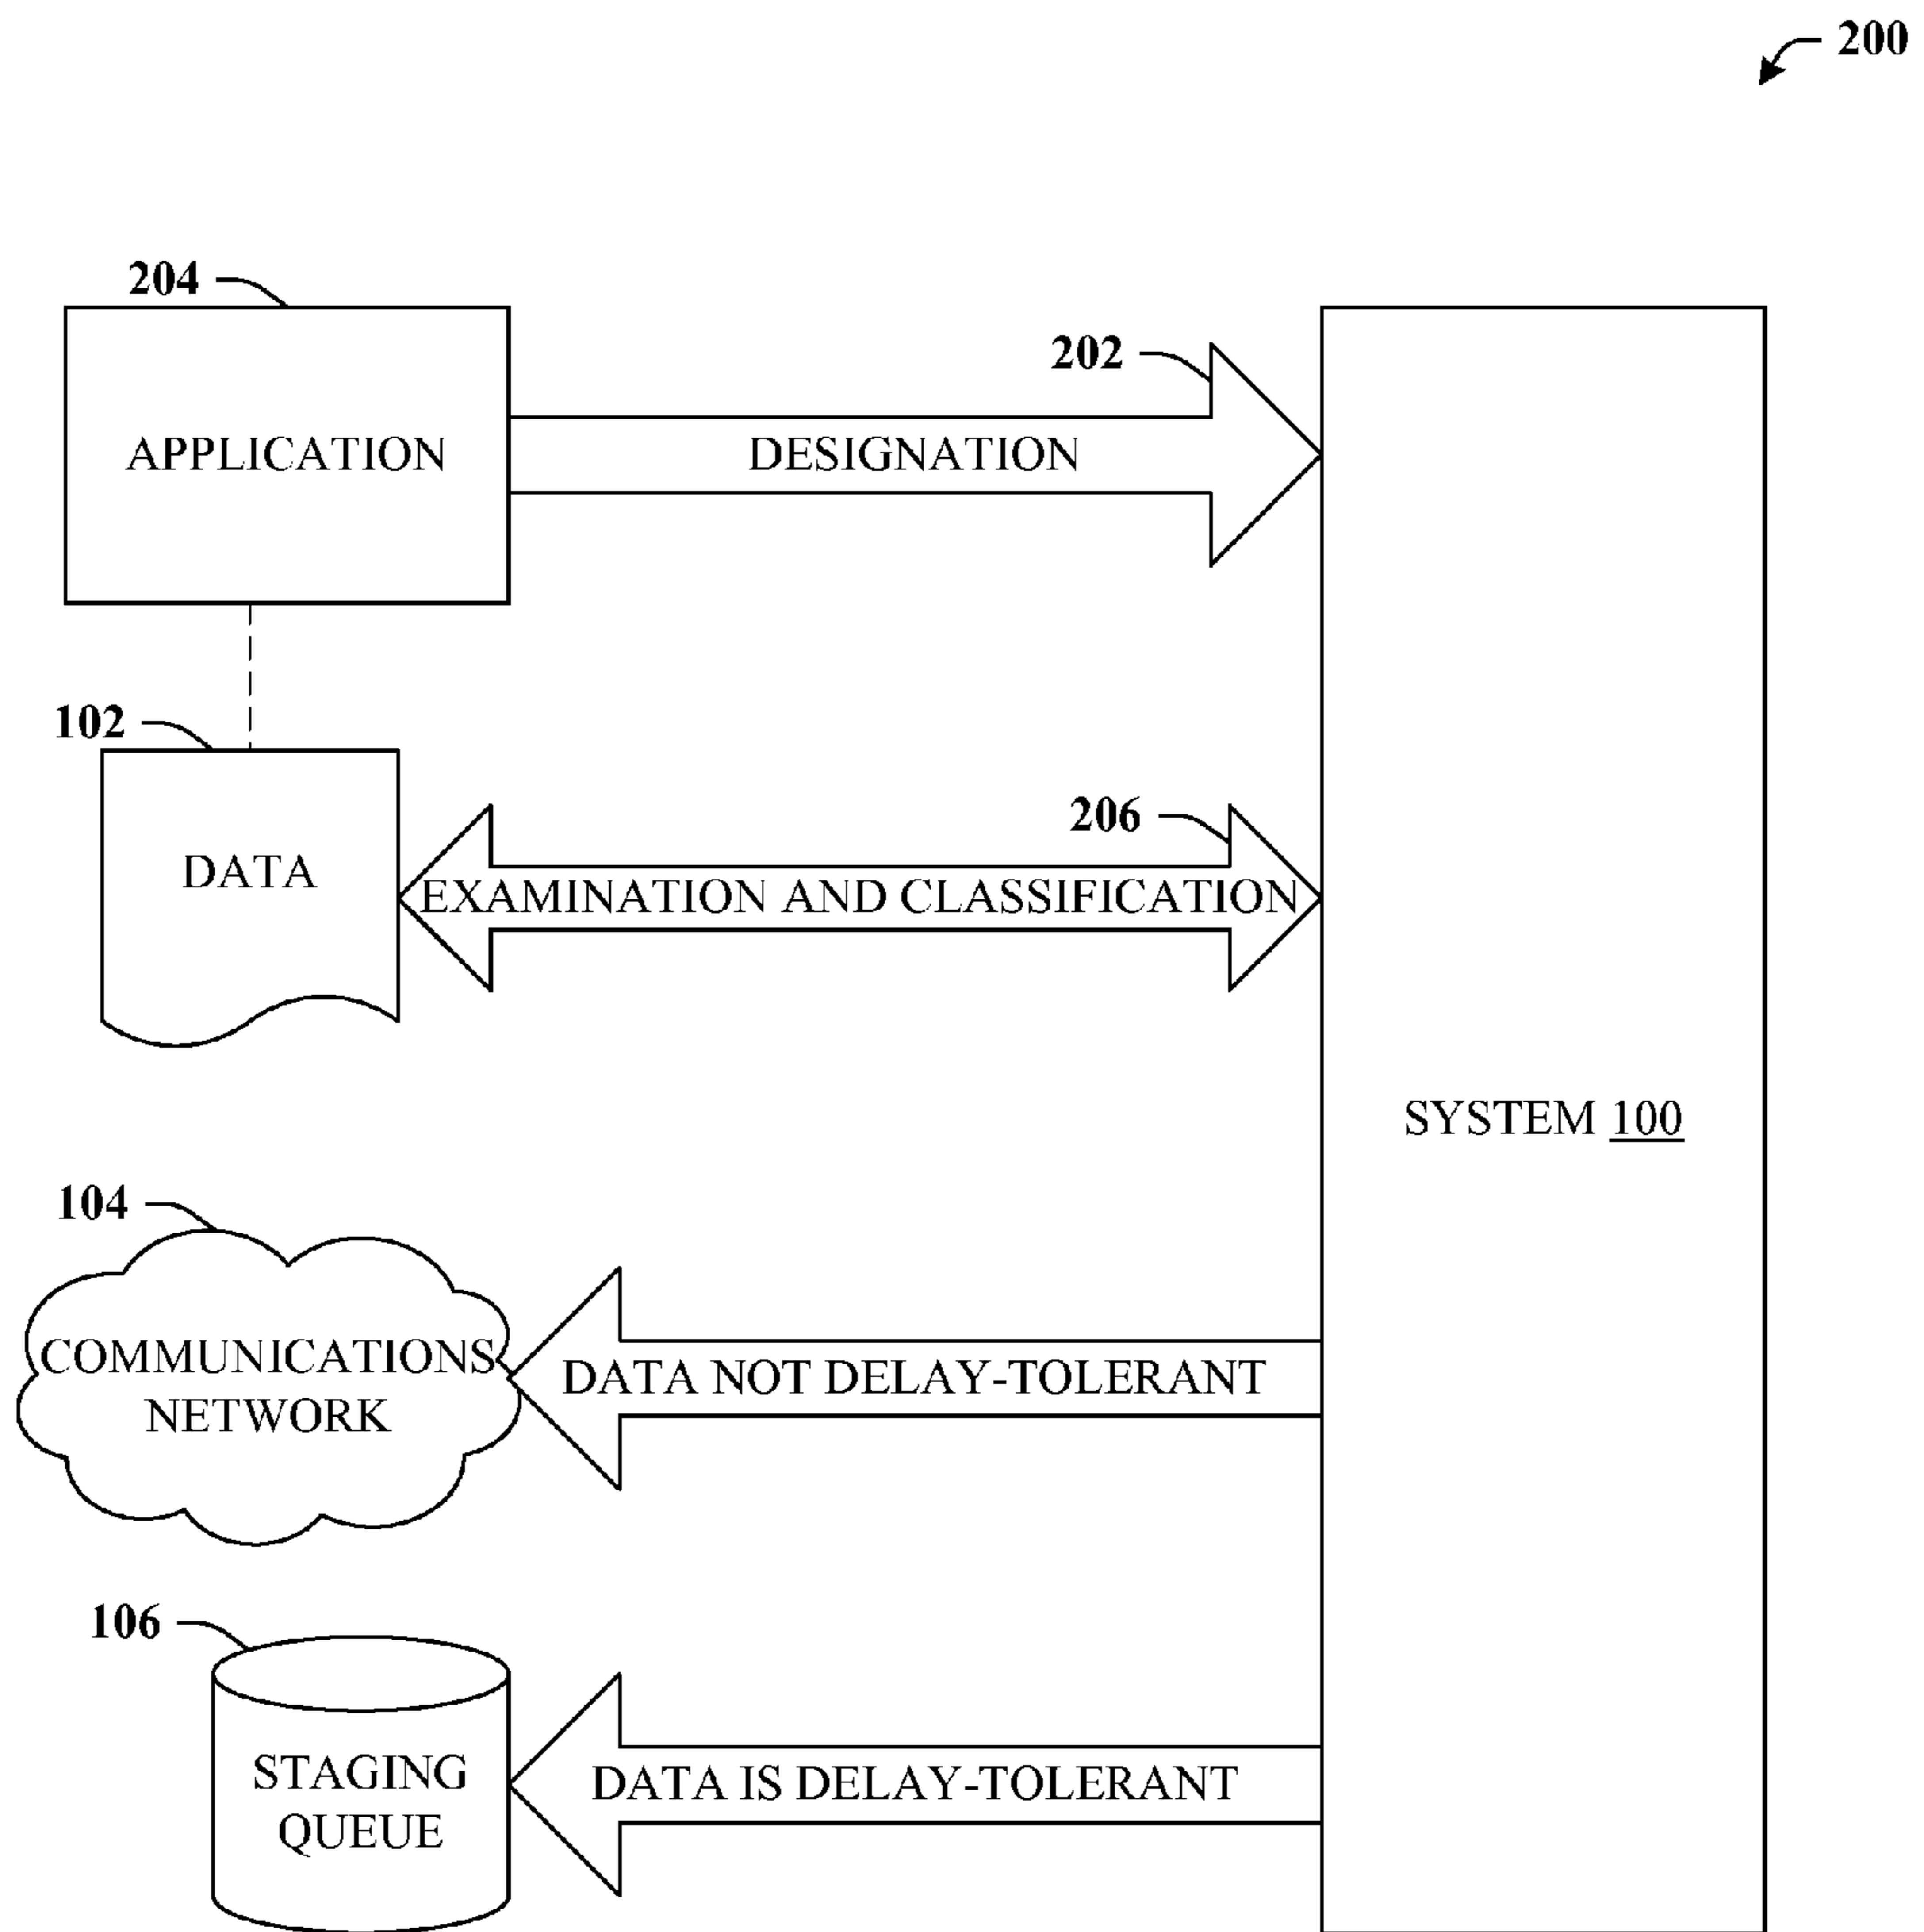 200
204
202
APPLICATION
DESIGNATION
102
206
DATA
EXAMINATION AND CLASSIFICATION
SYSTEM 100
104
COMMUNICATIONS
NETWORK
DATA NOT DELAY-TOLERANT
106
STAGING
QUEUE
DATA IS DELAY-TOLERANT